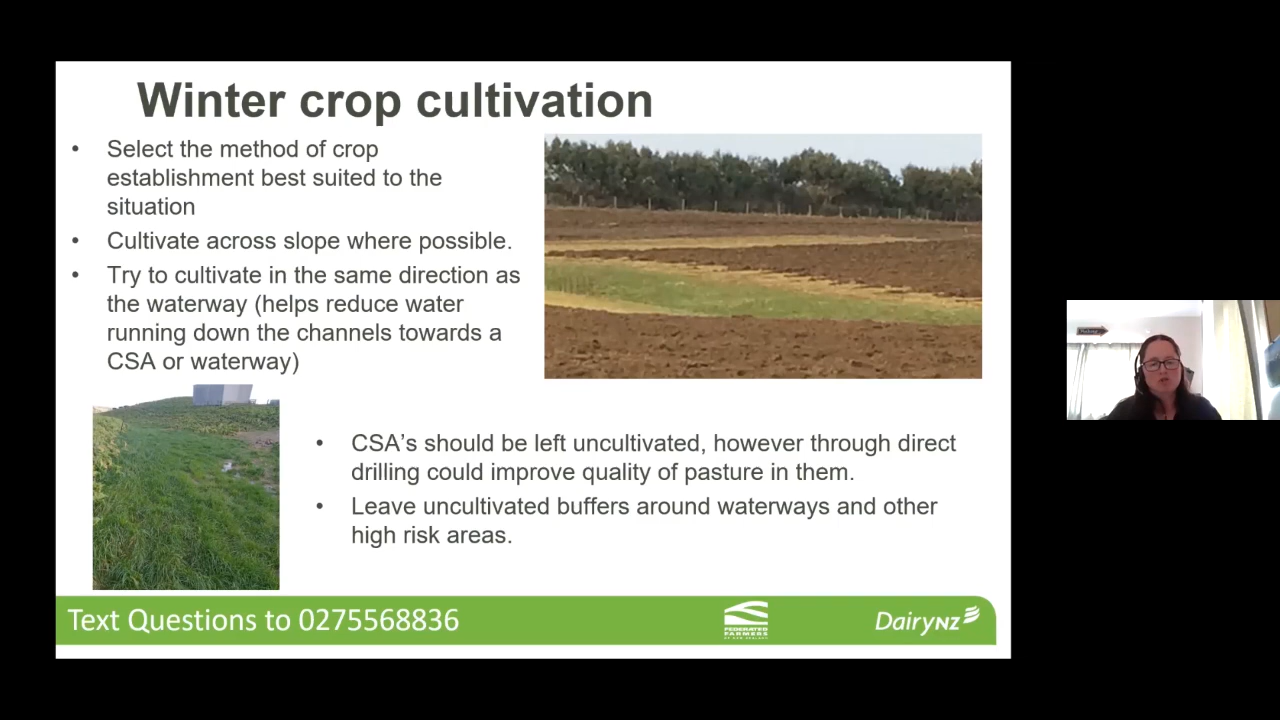 Winter crop cultivation
• Select the method of crop
establishment best suited to the
situation
• Cultivate across slope where possible.
• Try to cultivate in the same direction as
the waterway (helps reduce water
running down the channels towards a
CSA or waterway)
• CSA's should be left uncultivated, however through direct
drilling could improve quality of pasture in them.
• Leave uncultivated buffers around waterways and other
high risk areas.
Text Questions to 0275568836
FEDERATED
FARMERS
OF NEW ZEALAND
DairyNZ